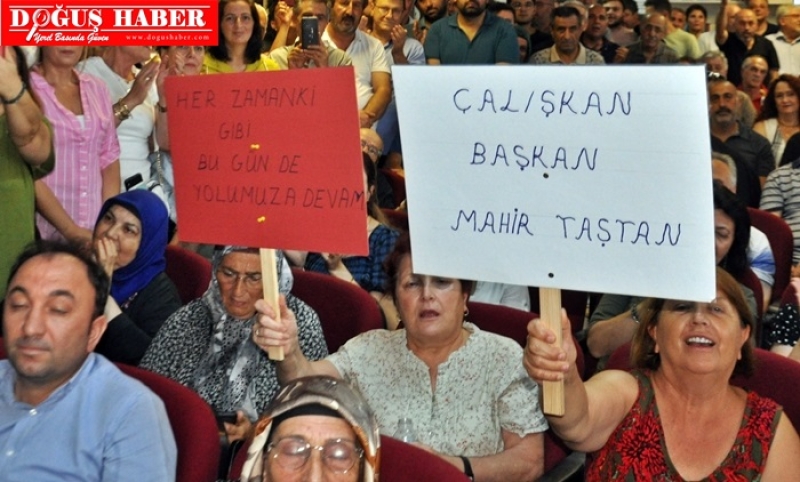 DOĞUŞ HABER
Yerel Basında Güven
www.dogushaber.com
HER ZAMANKİ
GİBİ
BU GÜN DE
YOLUMUZA DEVAM
ÇALIŞKAN
BAŞKAN
MAHİR TAŞTAN